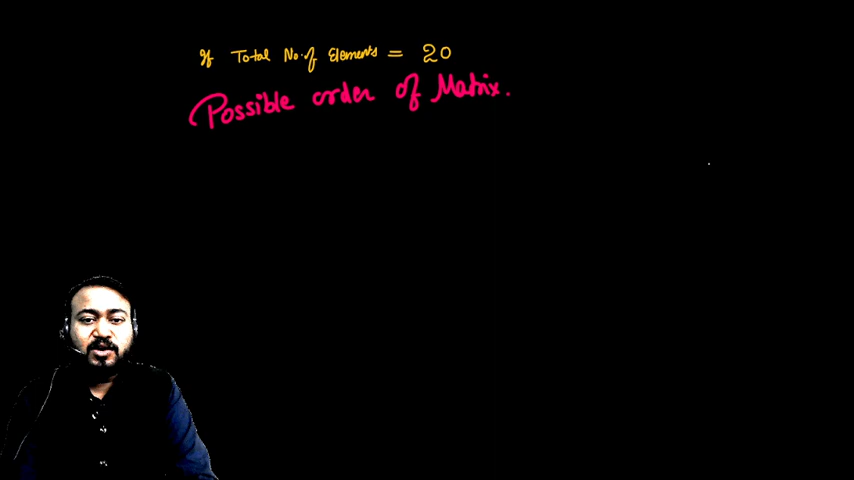 If Total No. of Elements = 20
Possible order of Matrix.